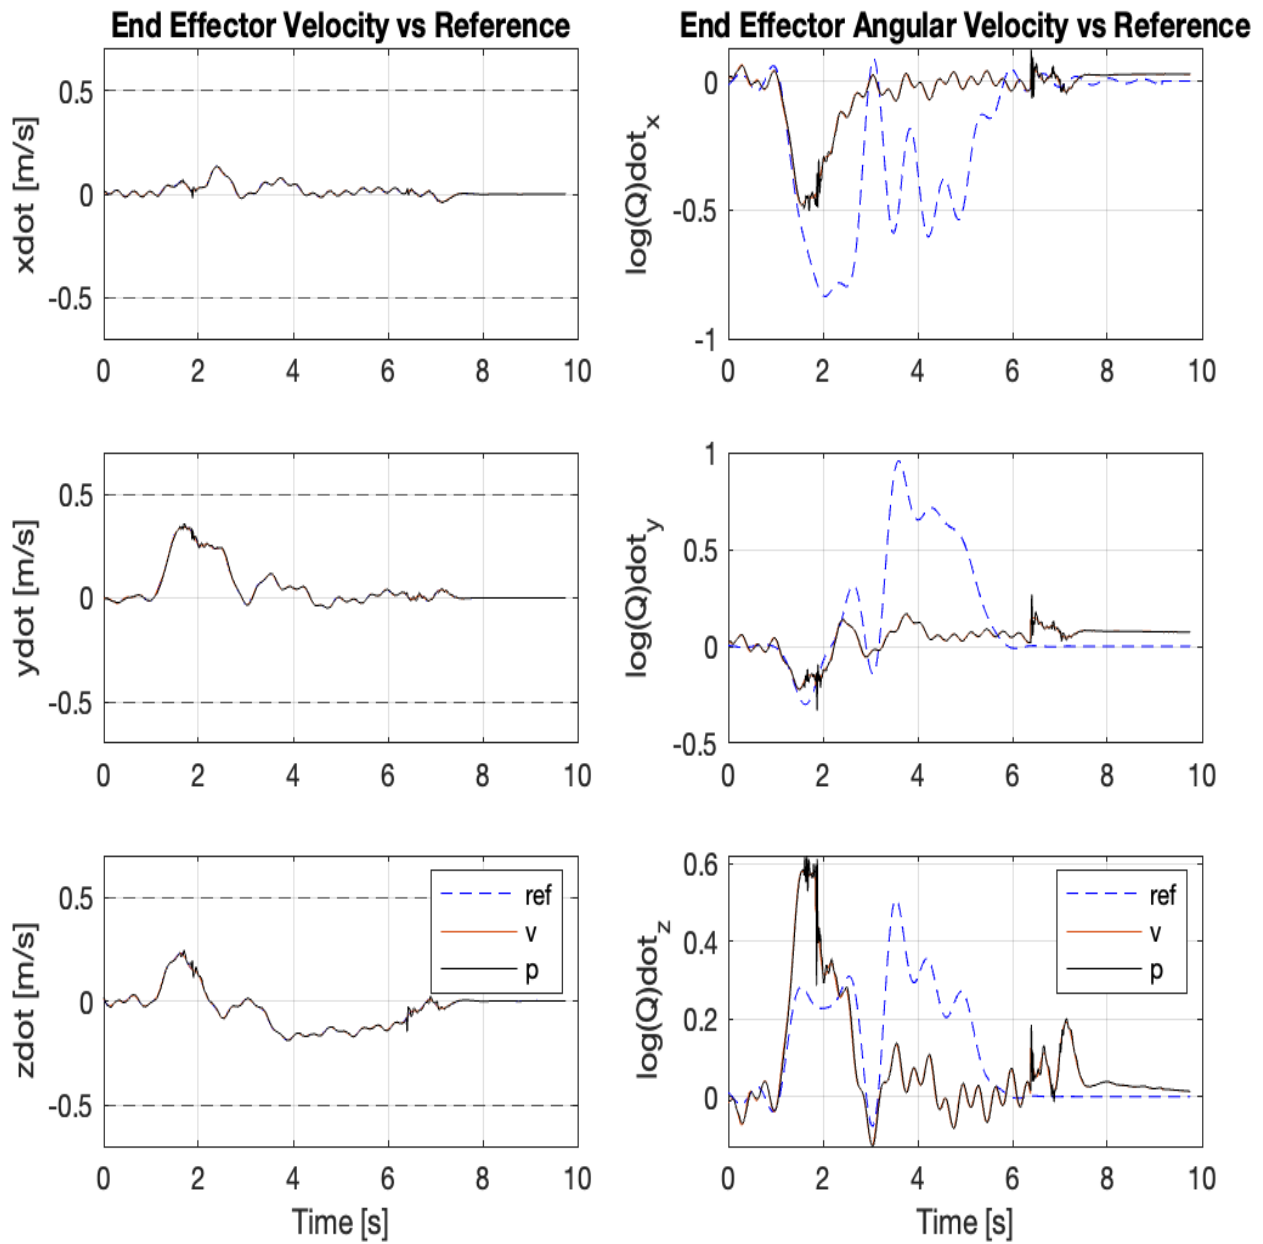 End Effector Velocity vs Reference
xdot [m/s]
0.5
0
-0.5
0 2 4 6 8 10
End Effector Angular Velocity vs Reference
log(Q)dot_x
0
-0.5
-1
0 2 4 6 8 10
ydot [m/s]
0.5
0
-0.5
0 2 4 6 8 10
log(Q)dot_y
1
0.5
0
-0.5
0 2 4 6 8 10
zdot [m/s]
0.5
0
-0.5
ref
v
p
0 2 4 6 8 10
Time [s]
log(Q)dot_z
0.6
0.4
0.2
0
ref
v
p
0 2 4 6 8 10
Time [s]